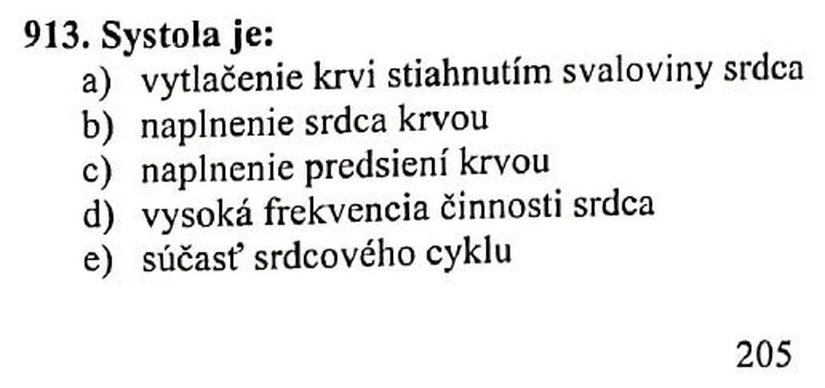 913. Systola je:
a) vytlačenie krvi stiahnutím svaloviny srdca
b) naplnenie srdca krvou
c) naplnenie predsiení krvou
d) vysoká frekvencia činnosti srdca
e) súčasť srdcového cyklu
205